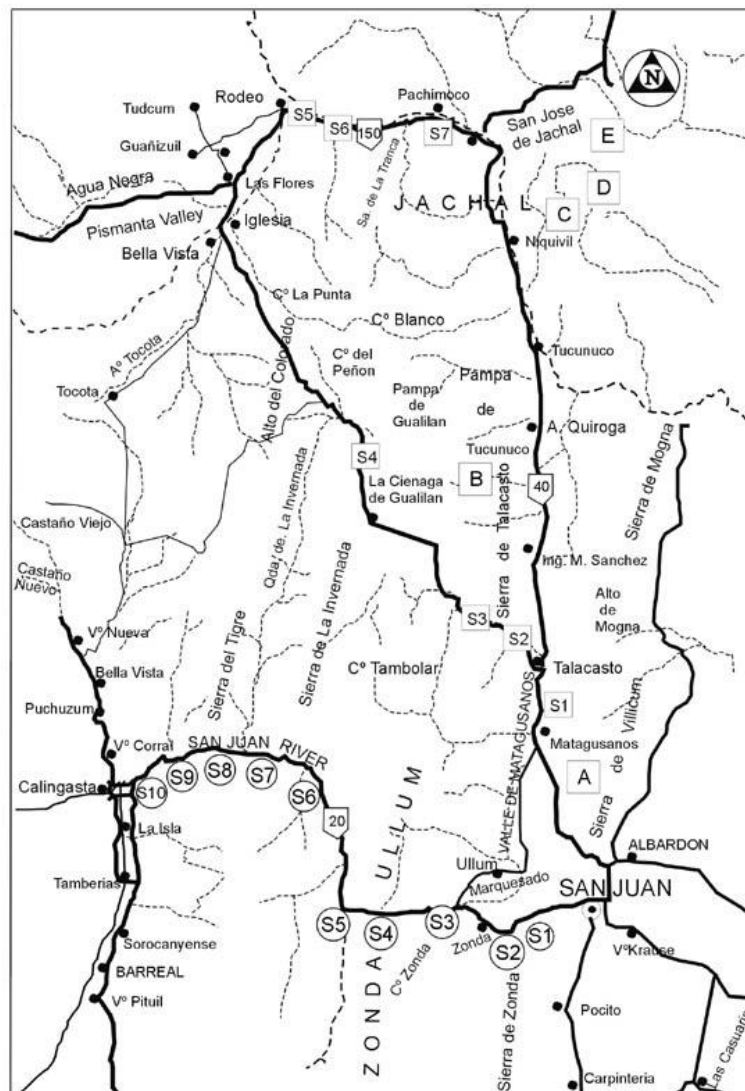 N
Rodeo
Pachimoco
Tudcum
S5
S6
150
S7
San Jose
de Jachal
E
Guañizuil
Sa. de La Tranca
D
Agua Negra
Las Flores
JACHAL
C
Pismanta Valley
Iglesia
Niquivil
Bella Vista
Cº La Punta
Cº Blanco
Aº Tocota
Alto del Colorado
Cº del
Peñon
Tucunuco
Tocota
Pampa
de
Gualilan
Pampa
de
Tucunuco
A. Quiroga
S4
Sierra de Mogna
La Cienaga
de Gualilan
B
40
Sierra de Talacasto
Castaño Viejo
Qda. de. La Invernada
Castaño
Nuevo
Ing. M. Sanchez
Sierra del Tigre
Sierra de La Invernada
Alto
de
Mogna
Vº Nueva
S3
S2
Bella Vista
Cº Tambolar
Talacasto
Puchuzum
S1
Vº Corral
SAN JUAN RIVER
VALLE DE MATAGUSANOS
Matagusanos
Sierra de Villicum
A
Calingasta
S10
S9
S8
S7
S6
20
La Isla
ULLUM
ALBARDON
Ullum
Tamberias
Marquesado
SAN JUAN
S5
S4
S3
Zonda
S2
S1
Sorocanyense
Cº Zonda
VºKrause
BARREAL
ZONDA
Sierra de Zonda
Vº Pituil
Pocito
Las Casuarin
Carpinteria